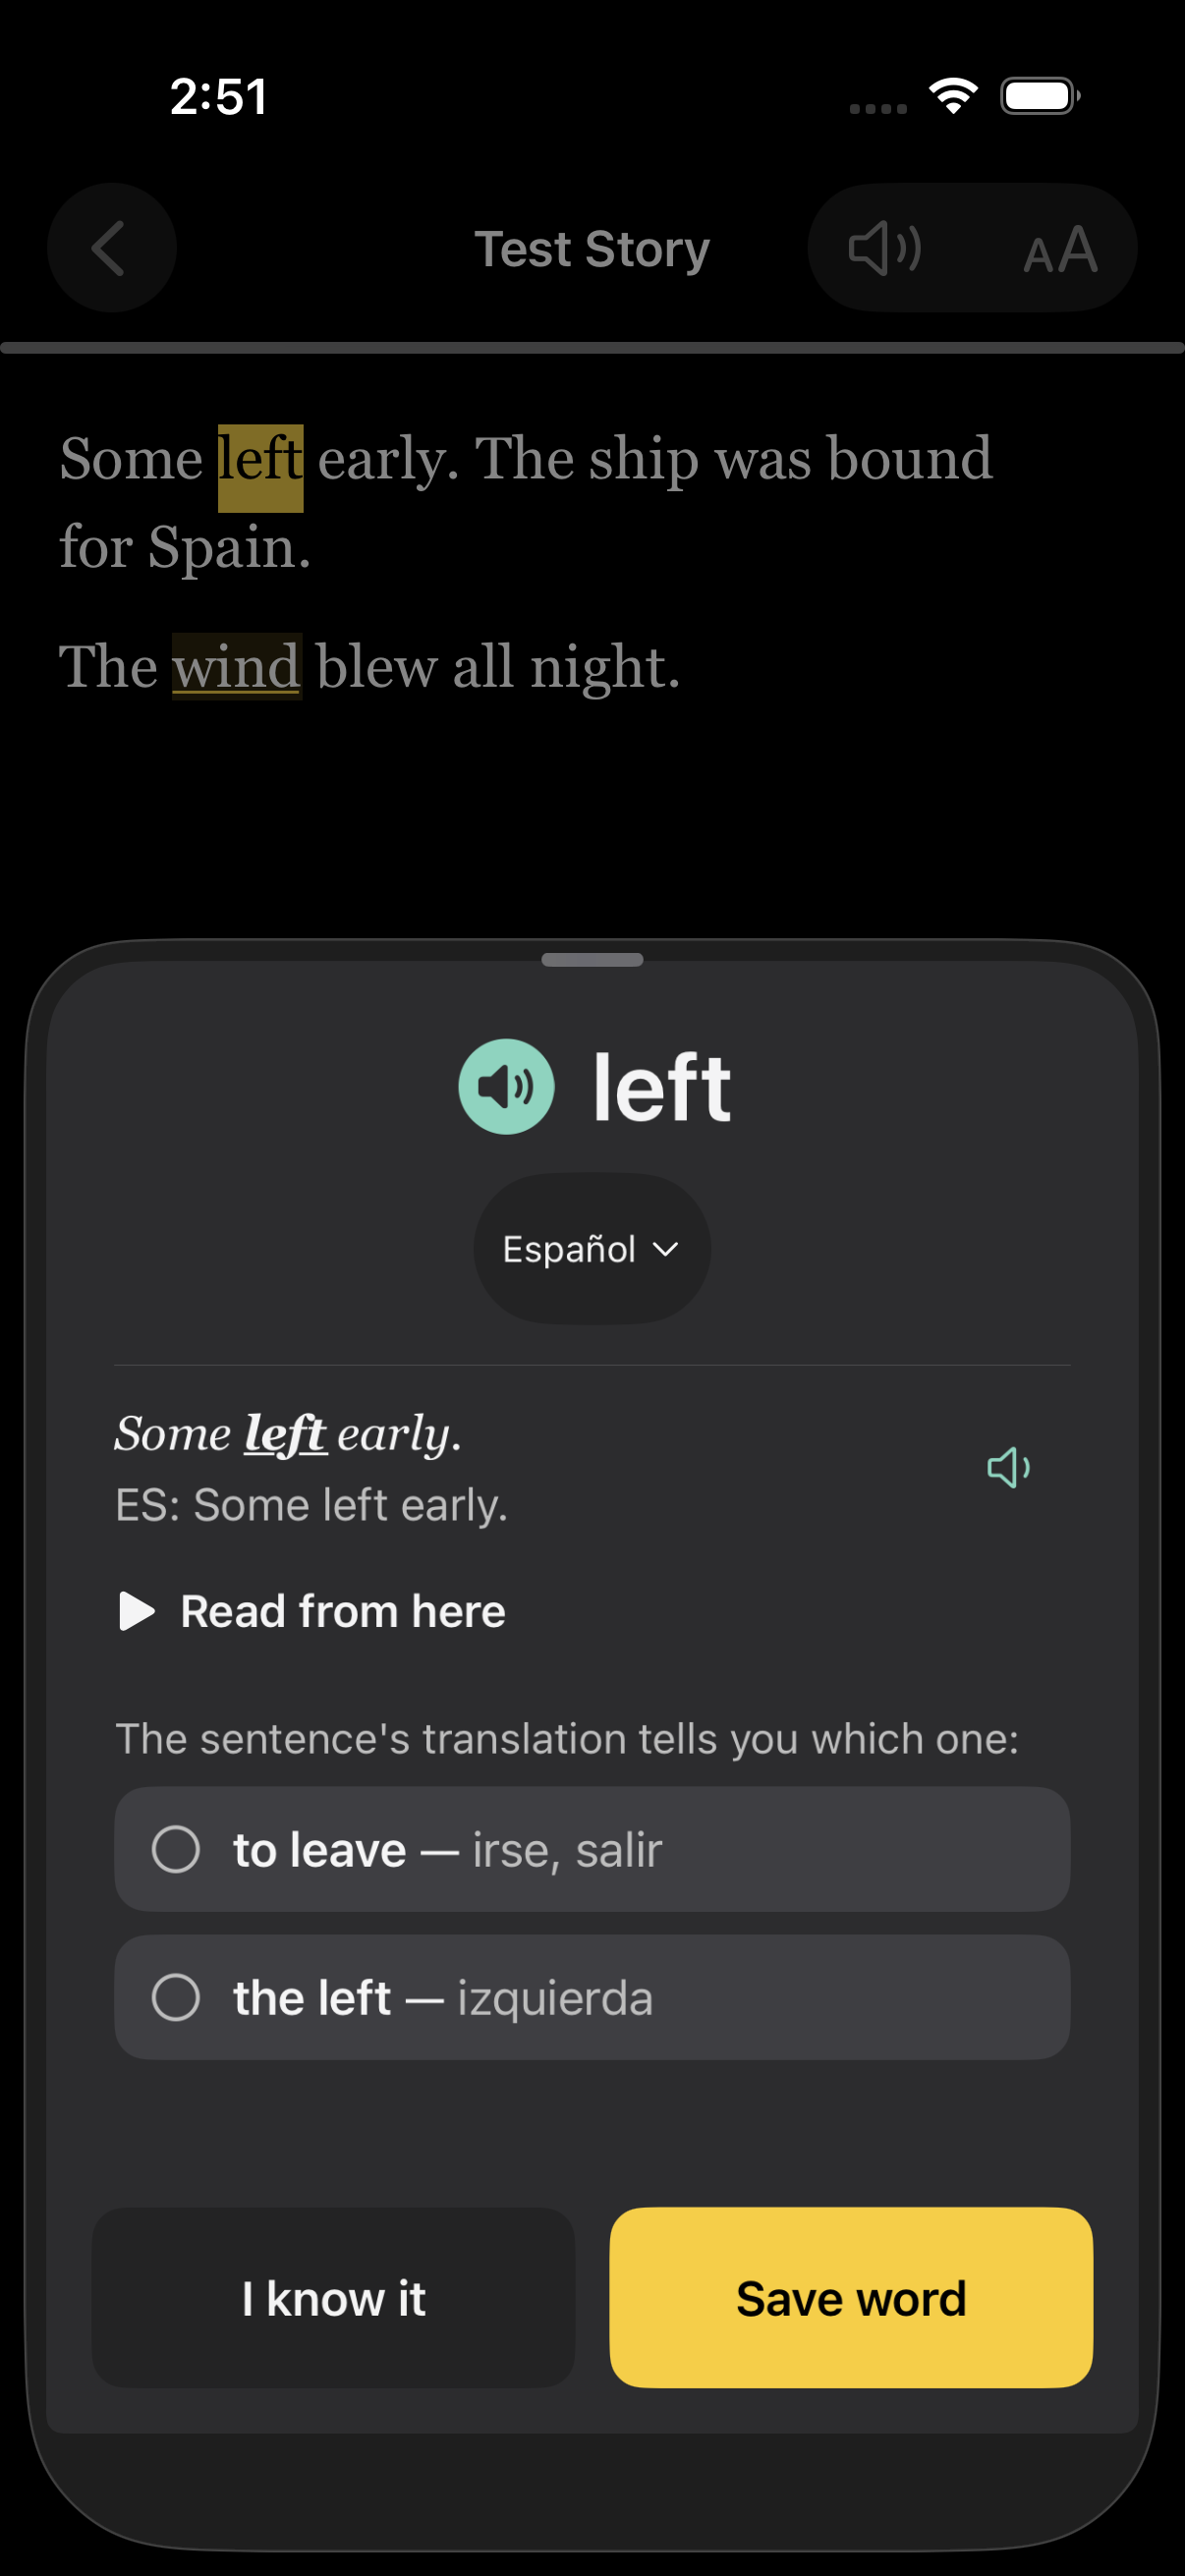 2:51
Test Story
AA
Some left early. The ship was bound
for Spain.
The wind blew all night.
left
Español
Some left early.
ES: Some left early.
Read from here
The sentence's translation tells you which one:
to leave — irse, salir
the left — izquierda
I know it
Save word